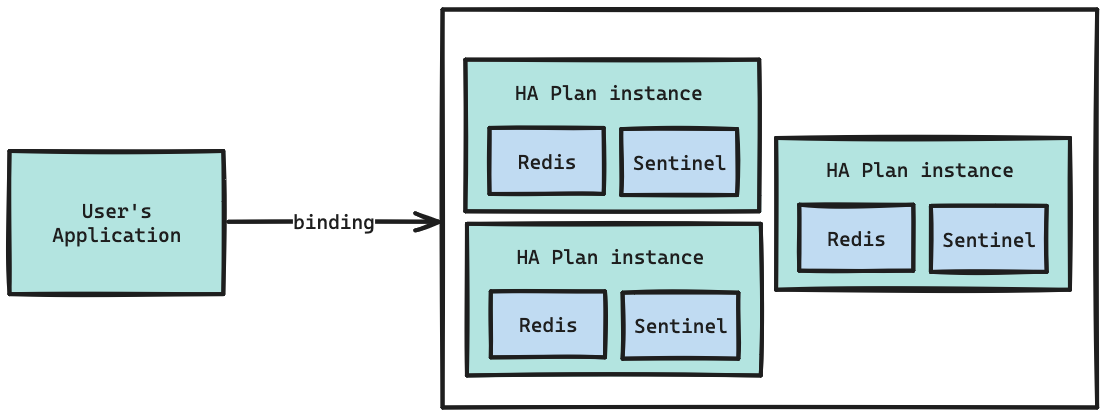 User's
Application
binding
HA Plan instance
Redis
Sentinel
HA Plan instance
Redis
Sentinel
HA Plan instance
Redis
Sentinel